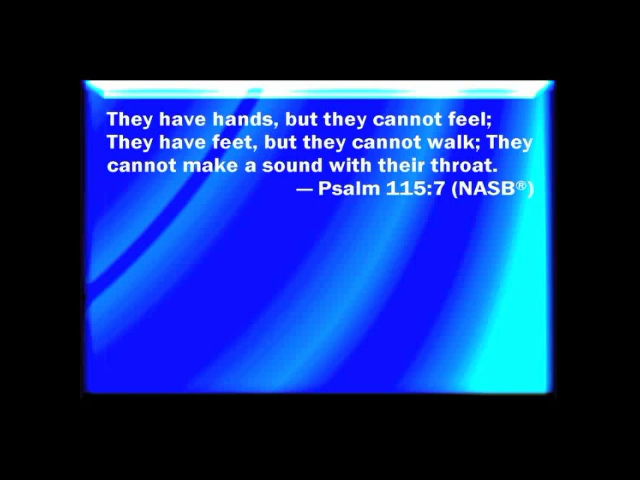 They have hands, but they cannot feel;
They have feet, but they cannot walk; They
cannot make a sound with their throat.
— Psalm 115:7 (NASB®)